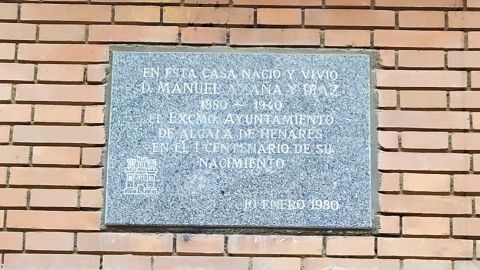 EN ESTA CASA NACIO Y VIVIO
D. MANUEL AZAÑA Y DIAZ
1880 - 1940
EL EXCMO. AYUNTAMIENTO
DE ALCALA DE HENARES
EN EL I CENTENARIO DE SU
NACIMIENTO
10 ENERO 1980